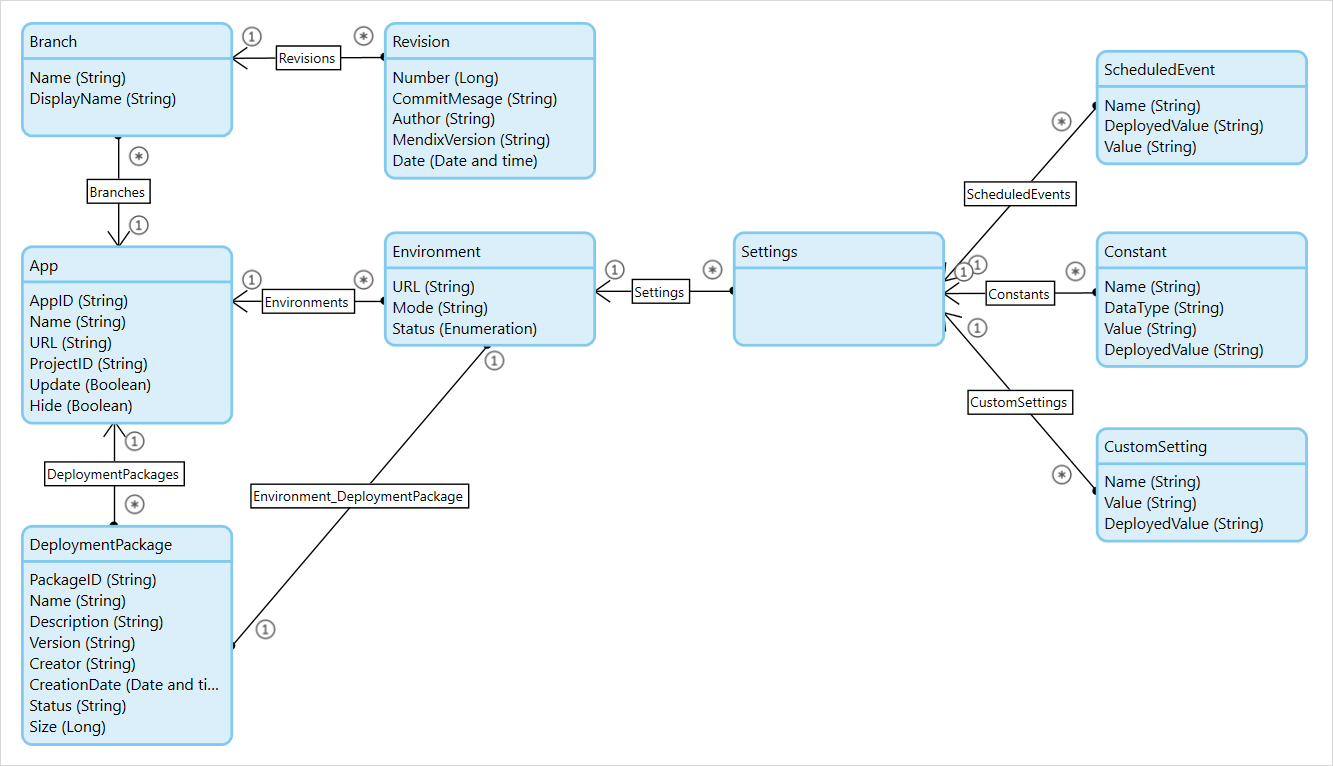 Branch
Name (String)
DisplayName (String)
1
*
Revisions
Revision
Number (Long)
CommitMesage (String)
Author (String)
MendixVersion (String)
Date (Date and time)
ScheduledEvent
Name (String)
DeployedValue (String)
Value (String)
*
ScheduledEvents
1
*
Branches
1
App
AppID (String)
Name (String)
URL (String)
ProjectID (String)
Update (Boolean)
Hide (Boolean)
1
*
Environments
Environment
URL (String)
Mode (String)
Status (Enumeration)
1
*
Settings
Settings
1
*
Constants
Constant
Name (String)
DataType (String)
Value (String)
DeployedValue (String)
1
CustomSettings
*
CustomSetting
Name (String)
Value (String)
DeployedValue (String)
1
DeploymentPackages
*
1
Environment_DeploymentPackage
1
DeploymentPackage
PackageID (String)
Name (String)
Description (String)
Version (String)
Creator (String)
CreationDate (Date and ti...
Status (String)
Size (Long)